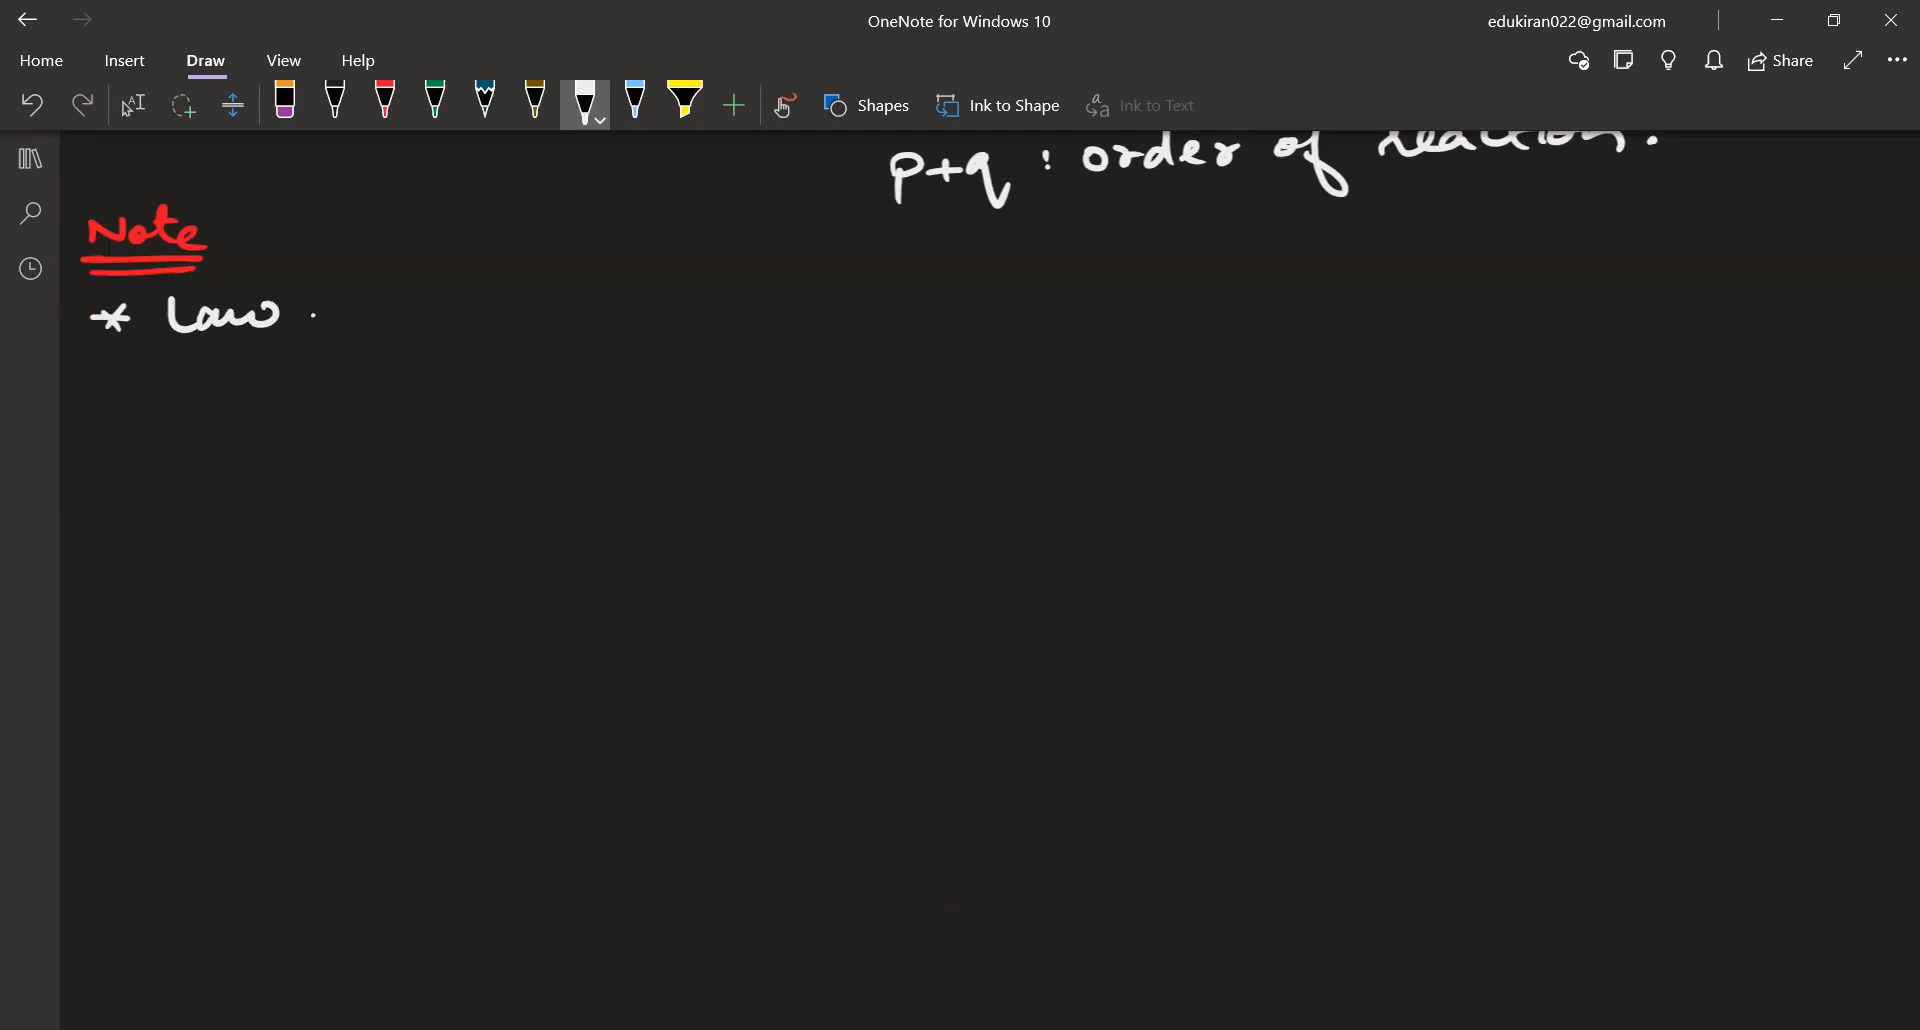 OneNote for Windows 10
edukiran022@gmail.com
Home Insert Draw View Help Share
Shapes Ink to Shape Ink to Text
p+q : order of reaction.
Note
* Law .